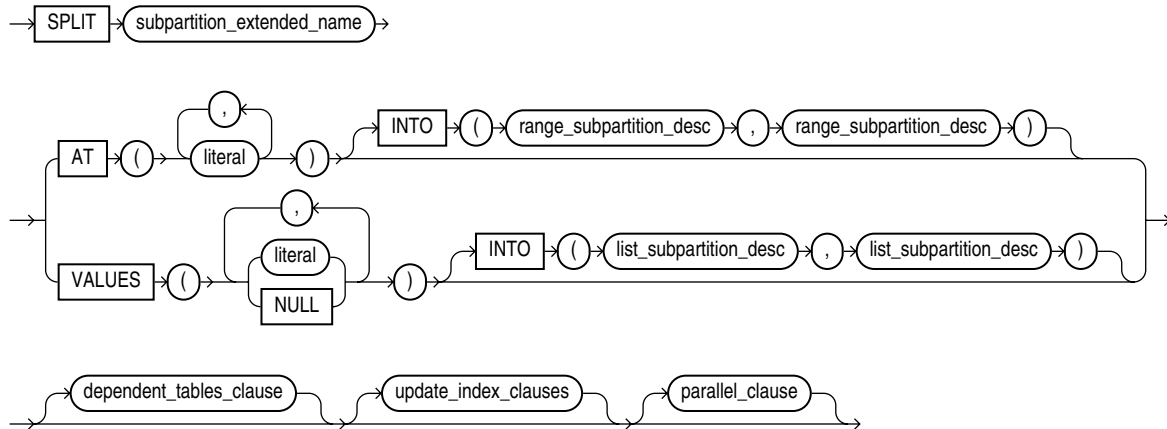 SPLIT subpartition_extended_name
,
INTO ( range_subpartition_desc , range_subpartition_desc )
AT ( literal )
,
literal
INTO ( list_subpartition_desc , list_subpartition_desc )
VALUES ( )
NULL
dependent_tables_clause update_index_clauses parallel_clause